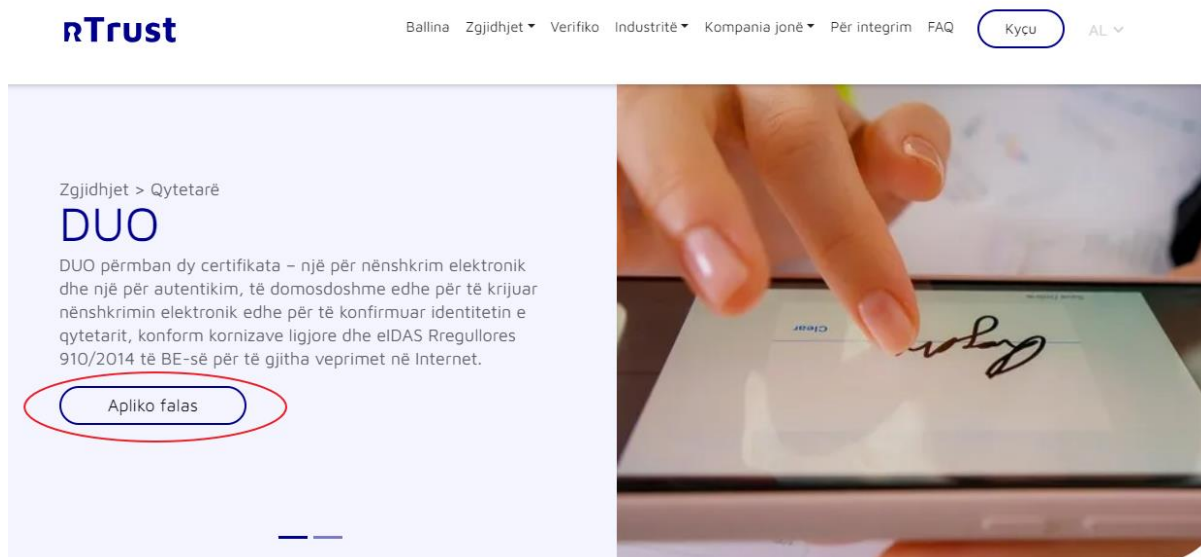 rTrust
Ballina Zgjidhjet Verifiko Industritë Kompania jonë Për integrim FAQ Kyçu AL
Zgjidhjet > Qytetarë
DUO
DUO përmban dy certifikata – një për nënshkrim elektronik
dhe një për autentikim, të domosdoshme edhe për të krijuar
nënshkrimin elektronik edhe për të konfirmuar identitetin e
qytetarit, konform kornizave ligjore dhe eIDAS Rregullores
910/2014 të BE-së për të gjitha veprimet në Internet.
Apliko falas
Clear